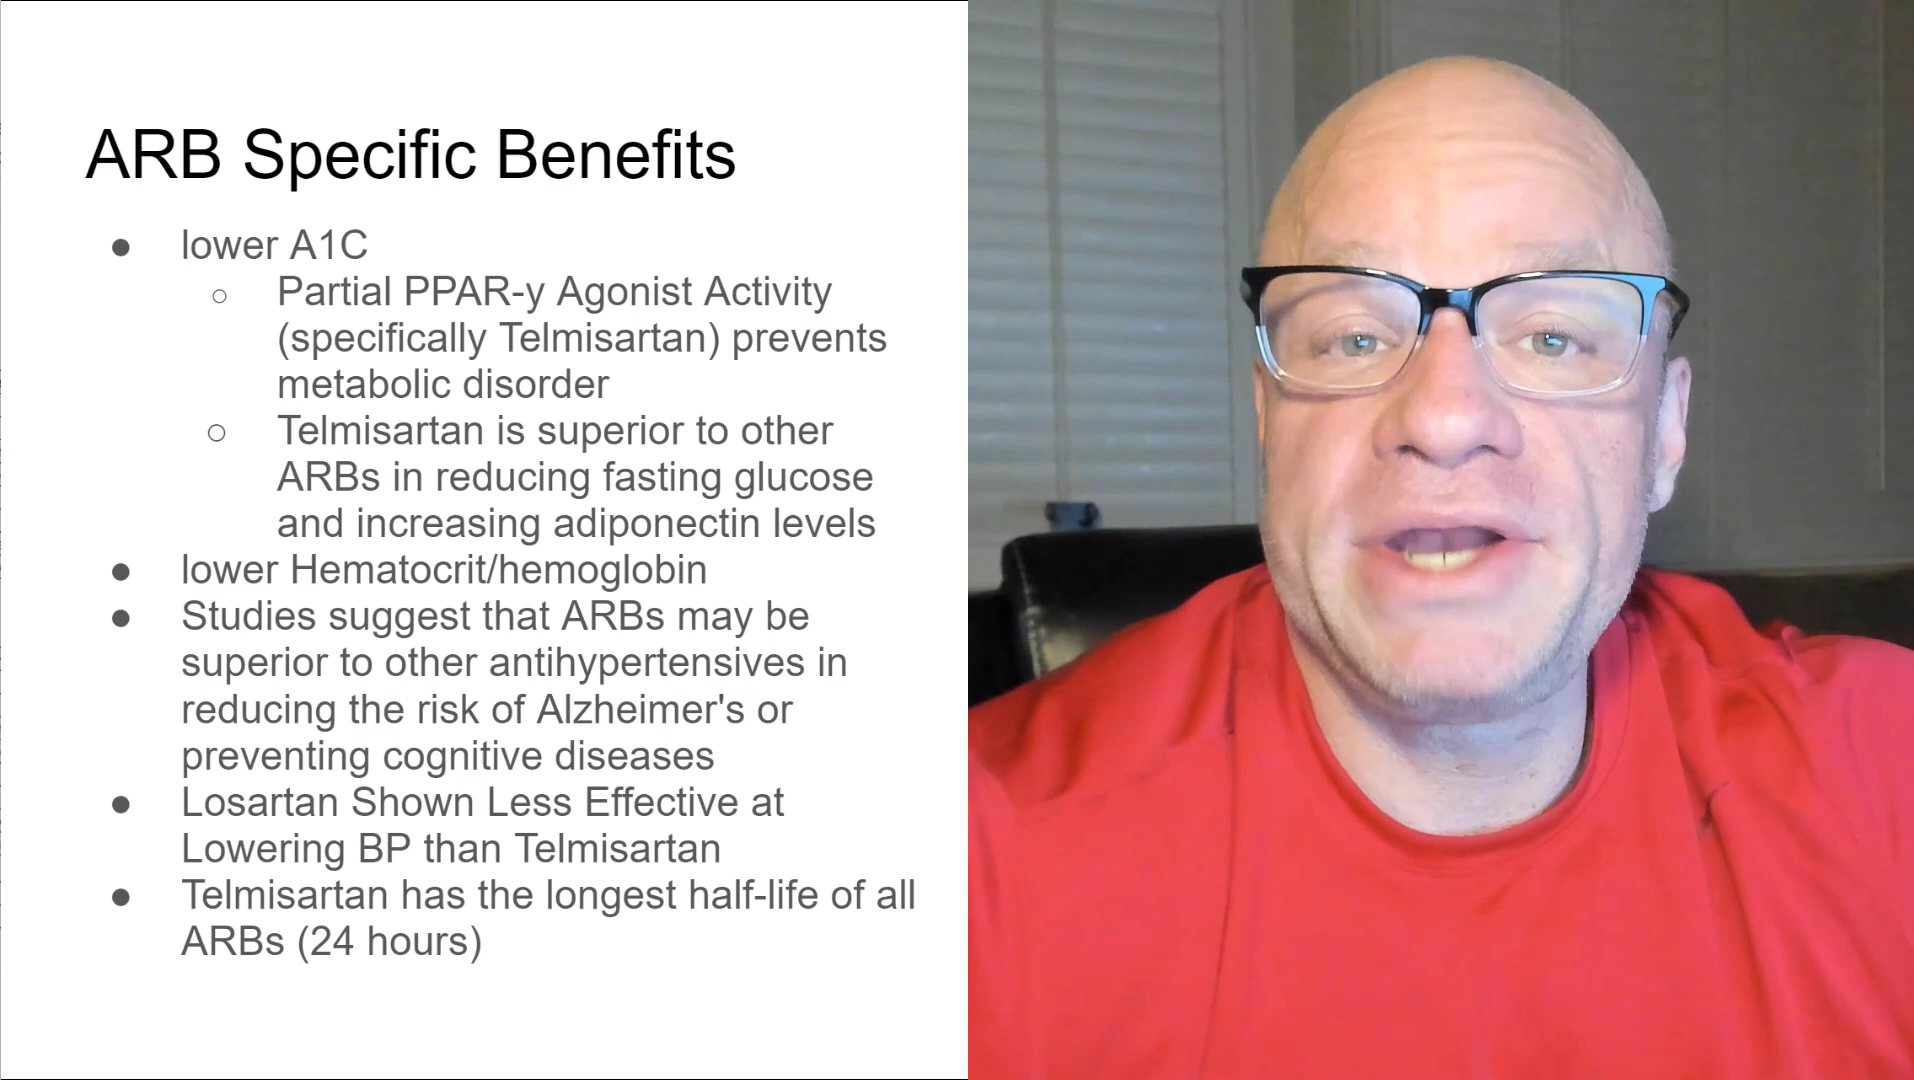 ARB Specific Benefits
● lower A1C
○ Partial PPAR-y Agonist Activity
(specifically Telmisartan) prevents
metabolic disorder
○ Telmisartan is superior to other
ARBs in reducing fasting glucose
and increasing adiponectin levels
● lower Hematocrit/hemoglobin
● Studies suggest that ARBs may be
superior to other antihypertensives in
reducing the risk of Alzheimer's or
preventing cognitive diseases
● Losartan Shown Less Effective at
Lowering BP than Telmisartan
● Telmisartan has the longest half-life of all
ARBs (24 hours)